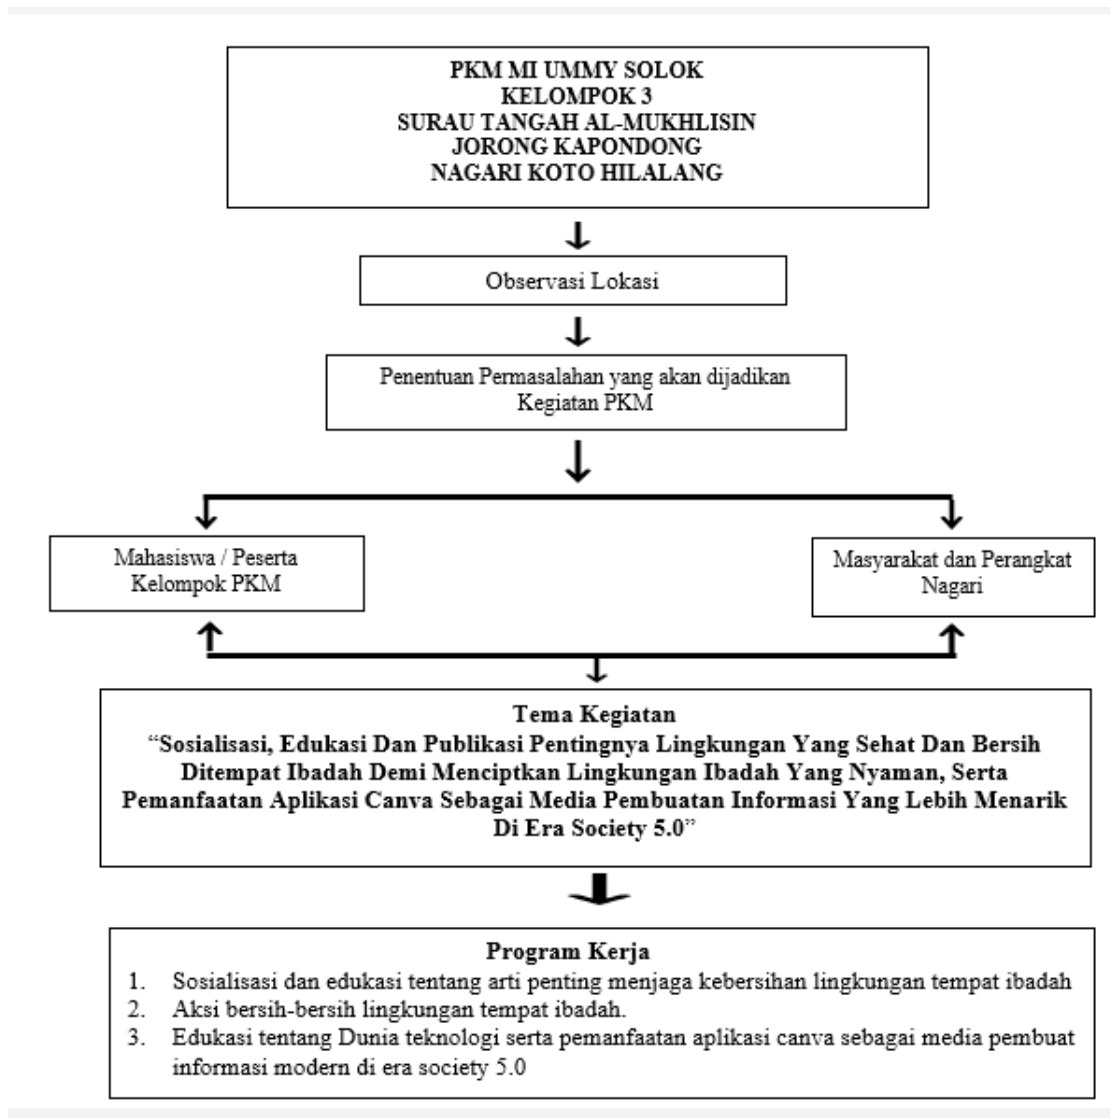 PKM MI UMMY SOLOK
KELOMPOK 3
SURAU TANGAH AL-MUKHLISIN
JORONG KAPONDONG
NAGARI KOTO HILALANG
Observasi Lokasi
Penentuan Permasalahan yang akan dijadikan
Kegiatan PKM
Mahasiswa / Peserta
Kelompok PKM
Masyarakat dan Perangkat
Nagari
Tema Kegiatan
“Sosialisasi, Edukasi Dan Publikasi Pentingnya Lingkungan Yang Sehat Dan Bersih
Ditempat Ibadah Demi Menciptkan Lingkungan Ibadah Yang Nyaman, Serta
Pemanfaatan Aplikasi Canva Sebagai Media Pembuatan Informasi Yang Lebih Menarik
Di Era Society 5.0”
Program Kerja
1. Sosialisasi dan edukasi tentang arti penting menjaga kebersihan lingkungan tempat ibadah
2. Aksi bersih-bersih lingkungan tempat ibadah.
3. Edukasi tentang Dunia teknologi serta pemanfaatan aplikasi canva sebagai media pembuat
informasi modern di era society 5.0